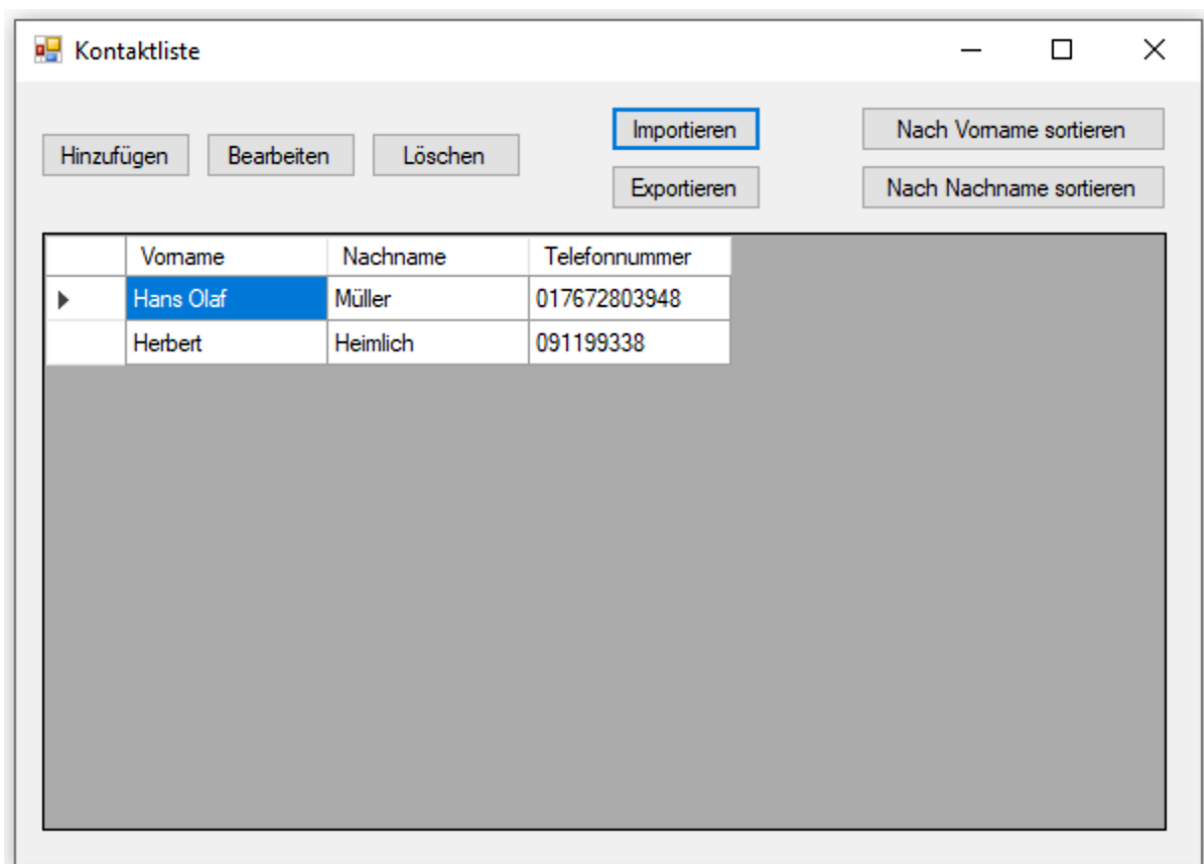 Kontaktliste
Hinzufügen Bearbeiten Löschen
Importieren Nach Vorname sortieren
Exportieren Nach Nachname sortieren
Vorname Nachname Telefonnummer
Hans Olaf Müller 017672803948
Herbert Heimlich 091199338